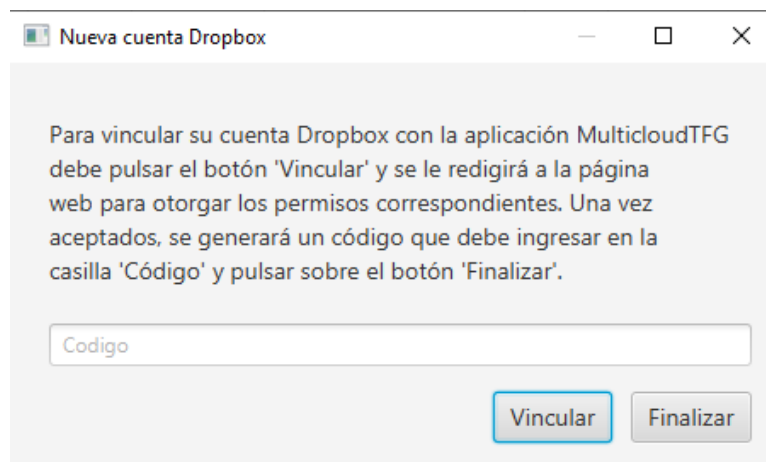 Nueva cuenta Dropbox
Para vincular su cuenta Dropbox con la aplicación MulticloudTFG
debe pulsar el botón 'Vincular' y se le redigirá a la página
web para otorgar los permisos correspondientes. Una vez
aceptados, se generará un código que debe ingresar en la
casilla 'Código' y pulsar sobre el botón 'Finalizar'.
Codigo
Vincular Finalizar